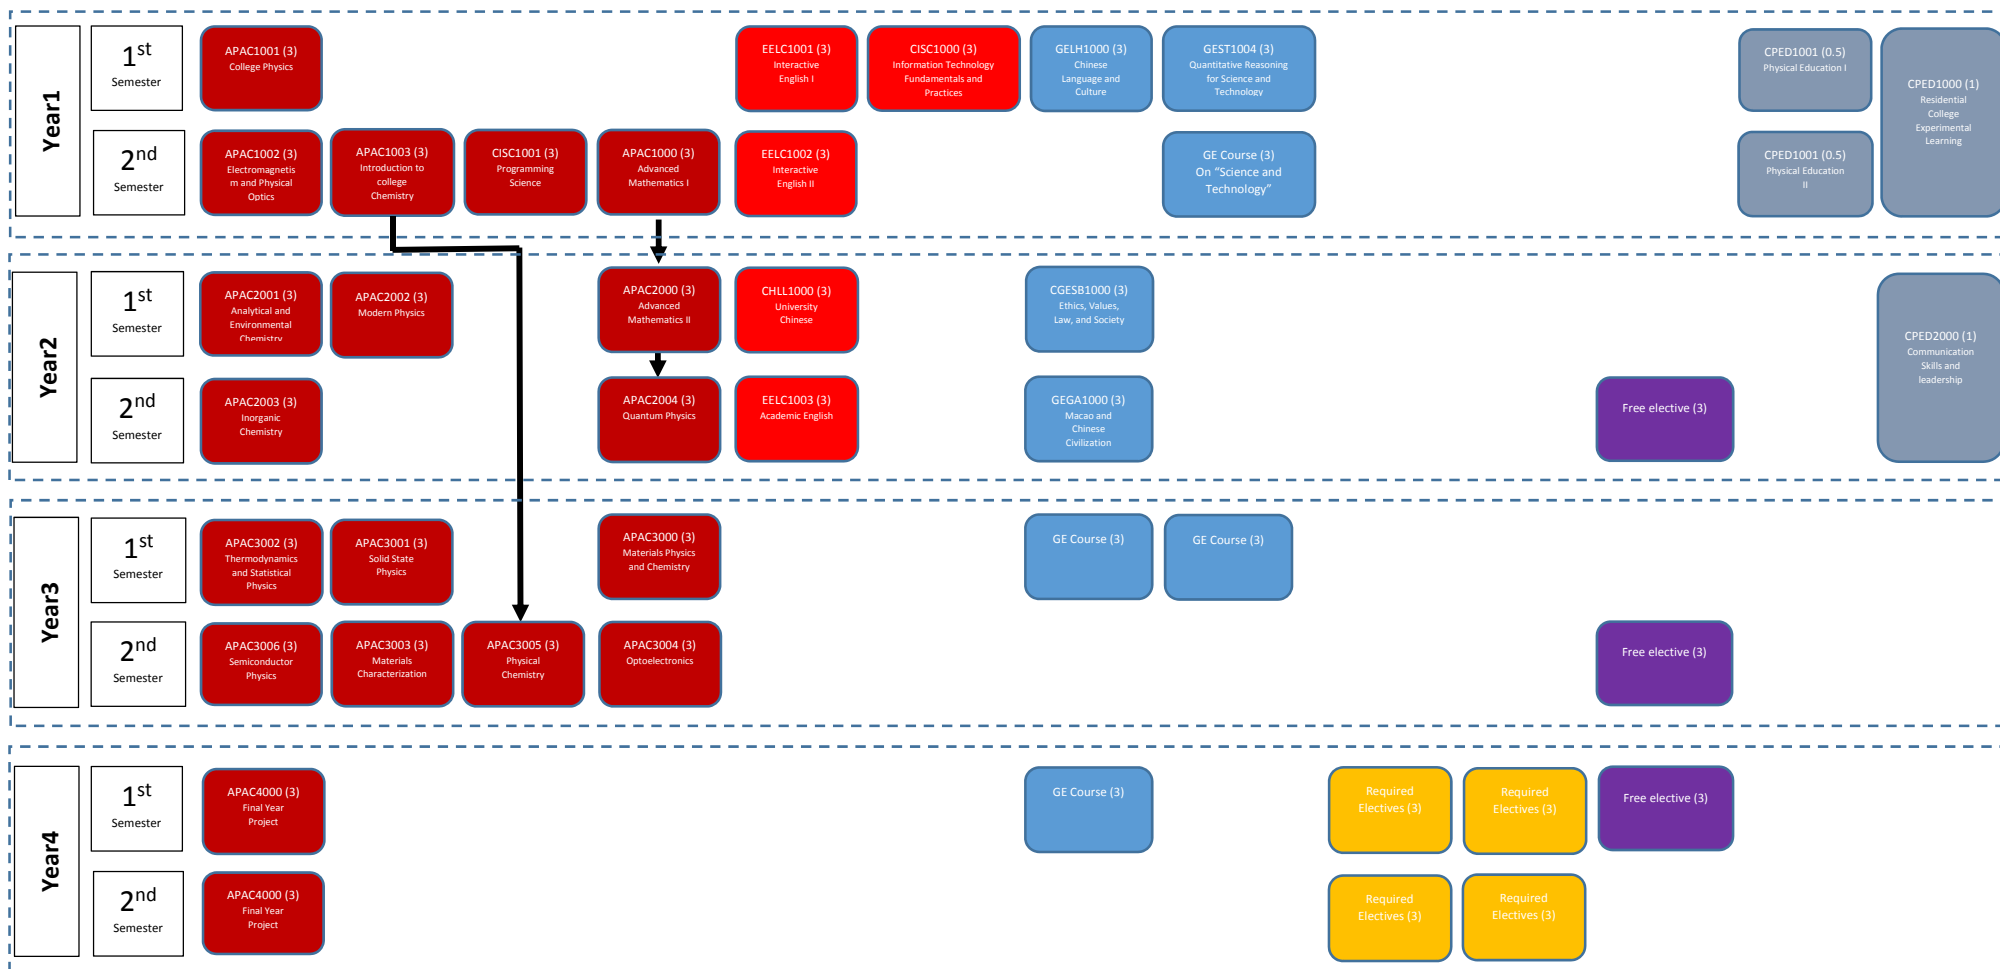 Year1
1st
Semester
APAC1001 (3)
College Physics
EELC1001 (3)
Interactive
English I
CISC1000 (3)
Information Technology
Fundamentals and
Practices
GELH1000 (3)
Chinese
Language and
Culture
GEST1004 (3)
Quantitative Reasoning
for Science and
Technology
CPED1001 (0.5)
Physical Education I
CPED1000 (1)
Residential
College
Experimental
Learning
2nd
Semester
APAC1002 (3)
Electromagnetis
m and Physical
Optics
APAC1003 (3)
Introduction to
college
Chemistry
CISC1001 (3)
Programming
Science
APAC1000 (3)
Advanced
Mathematics I
EELC1002 (3)
Interactive
English II
GE Course (3)
On “Science and
Technology”
CPED1001 (0.5)
Physical Education
II
Year2
1st
Semester
APAC2001 (3)
Analytical and
Environmental
Chemistry
APAC2002 (3)
Modern Physics
APAC2000 (3)
Advanced
Mathematics II
CHLL1000 (3)
University
Chinese
CGESB1000 (3)
Ethics, Values,
Law, and Society
CPED2000 (1)
Communication
Skills and
leadership
2nd
Semester
APAC2003 (3)
Inorganic
Chemistry
APAC2004 (3)
Quantum Physics
EELC1003 (3)
Academic English
GEGA1000 (3)
Macao and
Chinese
Civilization
Free elective (3)
Year3
1st
Semester
APAC3002 (3)
Thermodynamics
and Statistical
Physics
APAC3001 (3)
Solid State
Physics
APAC3000 (3)
Materials Physics
and Chemistry
GE Course (3)
GE Course (3)
2nd
Semester
APAC3006 (3)
Semiconductor
Physics
APAC3003 (3)
Materials
Characterization
APAC3005 (3)
Physical
Chemistry
APAC3004 (3)
Optoelectronics
Free elective (3)
Year4
1st
Semester
APAC4000 (3)
Final Year
Project
GE Course (3)
Required
Electives (3)
Required
Electives (3)
Free elective (3)
2nd
Semester
APAC4000 (3)
Final Year
Project
Required
Electives (3)
Required
Electives (3)